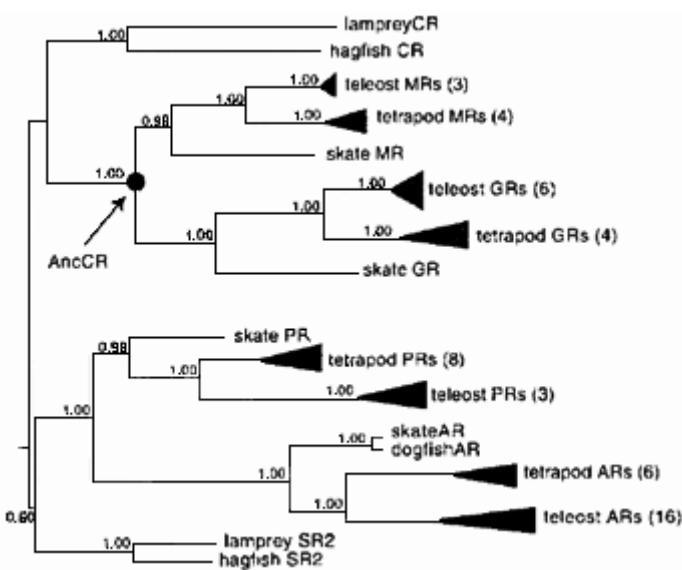 lampreyCR
1.00
hagfish CR
1.00
teleost MRs (3)
1.00
1.00
tetrapod MRs (4)
0.98
skate MR
1.00
1.00
teleost GRs (6)
1.00
1.00
tetrapod GRs (4)
1.00
AncCR
skate GR
skate PR
0.98
tetrapod PRs (8)
1.00
1.00
teleost PRs (3)
1.00
skateAR
1.00
dogfishAR
1.00
tetrapod ARs (6)
1.00
teleost ARs (16)
0.60
lamprey SR2
1.00
hagfish SR2